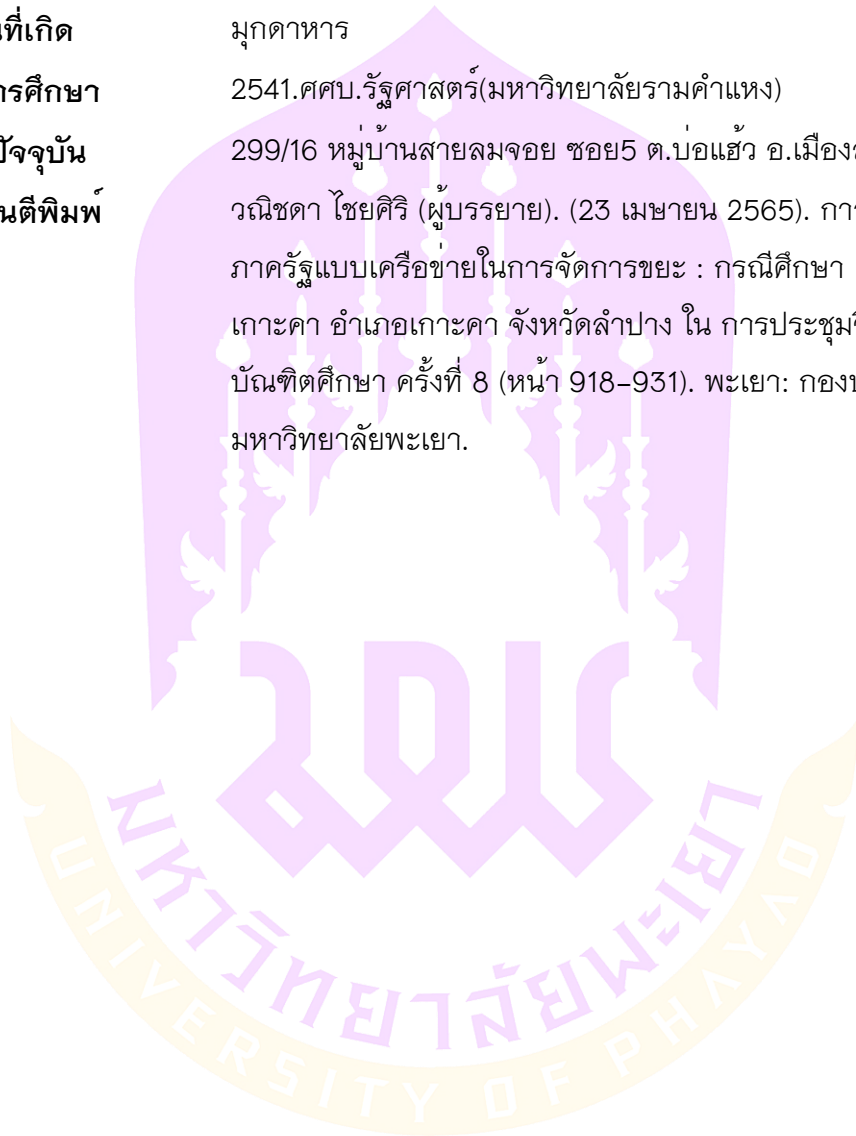 นที่เกิด มุกดาหาร
ารศึกษา 2541.ศศบ.รัฐศาสตร์(มหาวิทยาลัยรามคำแหง)
ปัจจุบัน 299/16 หมู่บ้านสายลมจอย ซอย5 ต.บ่อแฮ้ว อ.เมือง
นตีพิมพ์ วณิชดา ไชยศิริ (ผู้บรรยาย). (23 เมษายน 2565). การ
ภาครัฐแบบเครือข่ายในการจัดการขยะ : กรณีศึกษา
เกาะคา อำเภอเกาะคา จังหวัดลำปาง ใน การประชุม
บัณฑิตศึกษา ครั้งที่ 8 (หน้า 918-931). พะเยา: กอง
มหาวิทยาลัยพะเยา.
มหาวิทยาลัยพะเยา
UNIVERSITY OF PHAYAO